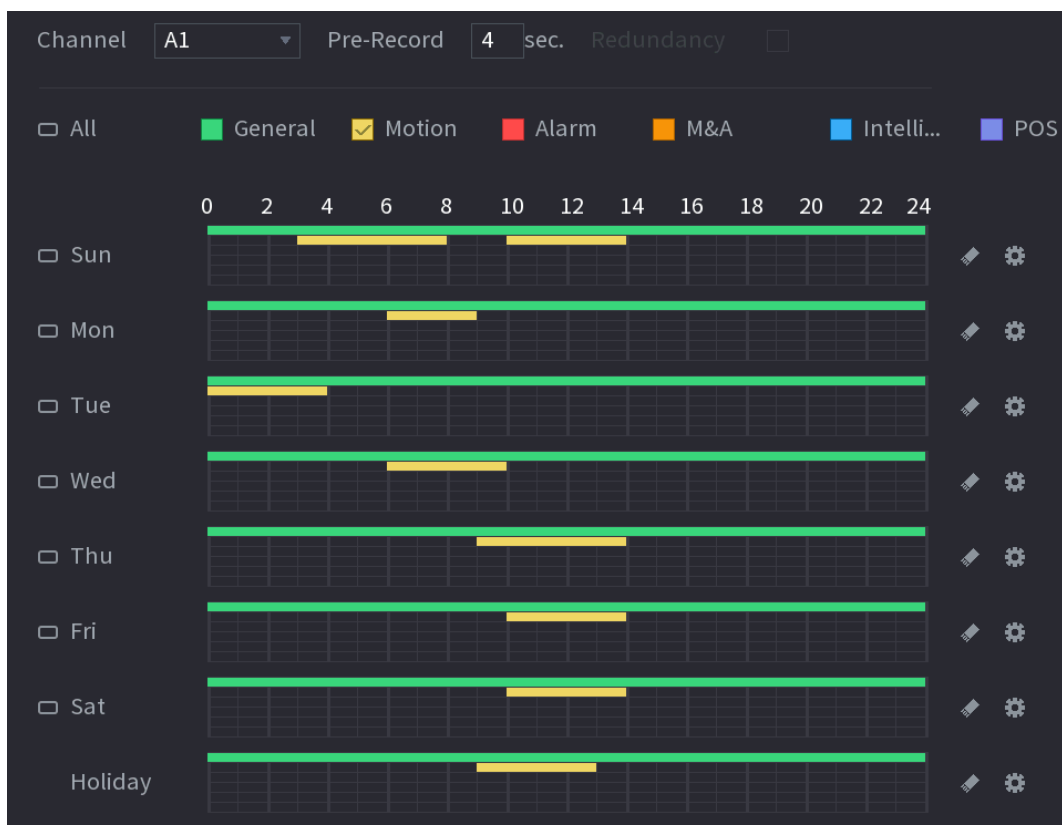 Channel A1 Pre-Record 4 sec. Redundancy
All General Motion Alarm M&A Intelli... POS
0 2 4 6 8 10 12 14 16 18 20 22 24
Sun
Mon
Tue
Wed
Thu
Fri
Sat
Holiday